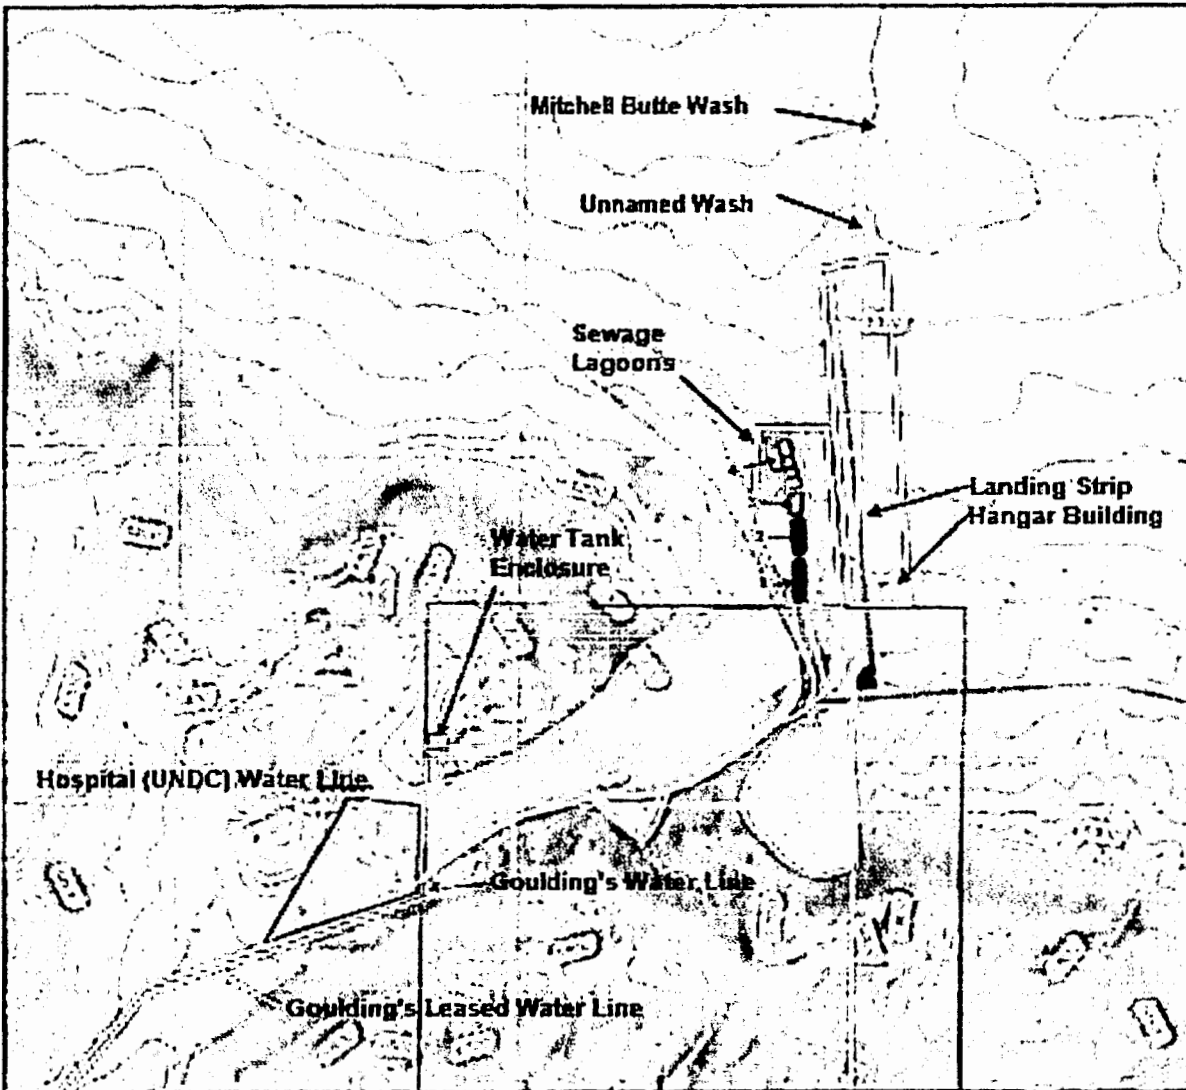 Mitchell Butte Wash
Unnamed Wash
Sewage
Lagoons
Landing Strip
Hangar Building
Water Tank
Enclosure
Hospital (UNDC) Water Line
Goulding's Water Line
Goulding's Leased Water Line